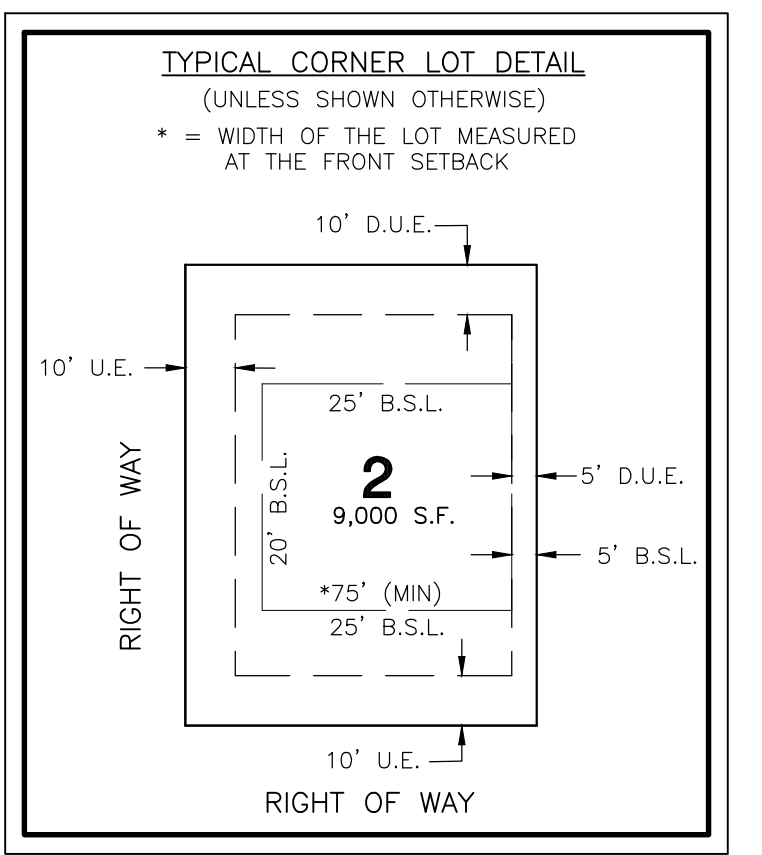 TYPICAL CORNER LOT DETAIL
(UNLESS SHOWN OTHERWISE)
* = WIDTH OF THE LOT MEASURED
AT THE FRONT SETBACK
10' D.U.E.
10' U.E.
25' B.S.L.
RIGHT OF WAY
20' B.S.L.
2
9,000 S.F.
5' D.U.E.
5' B.S.L.
*75' (MIN)
25' B.S.L.
10' U.E.
RIGHT OF WAY